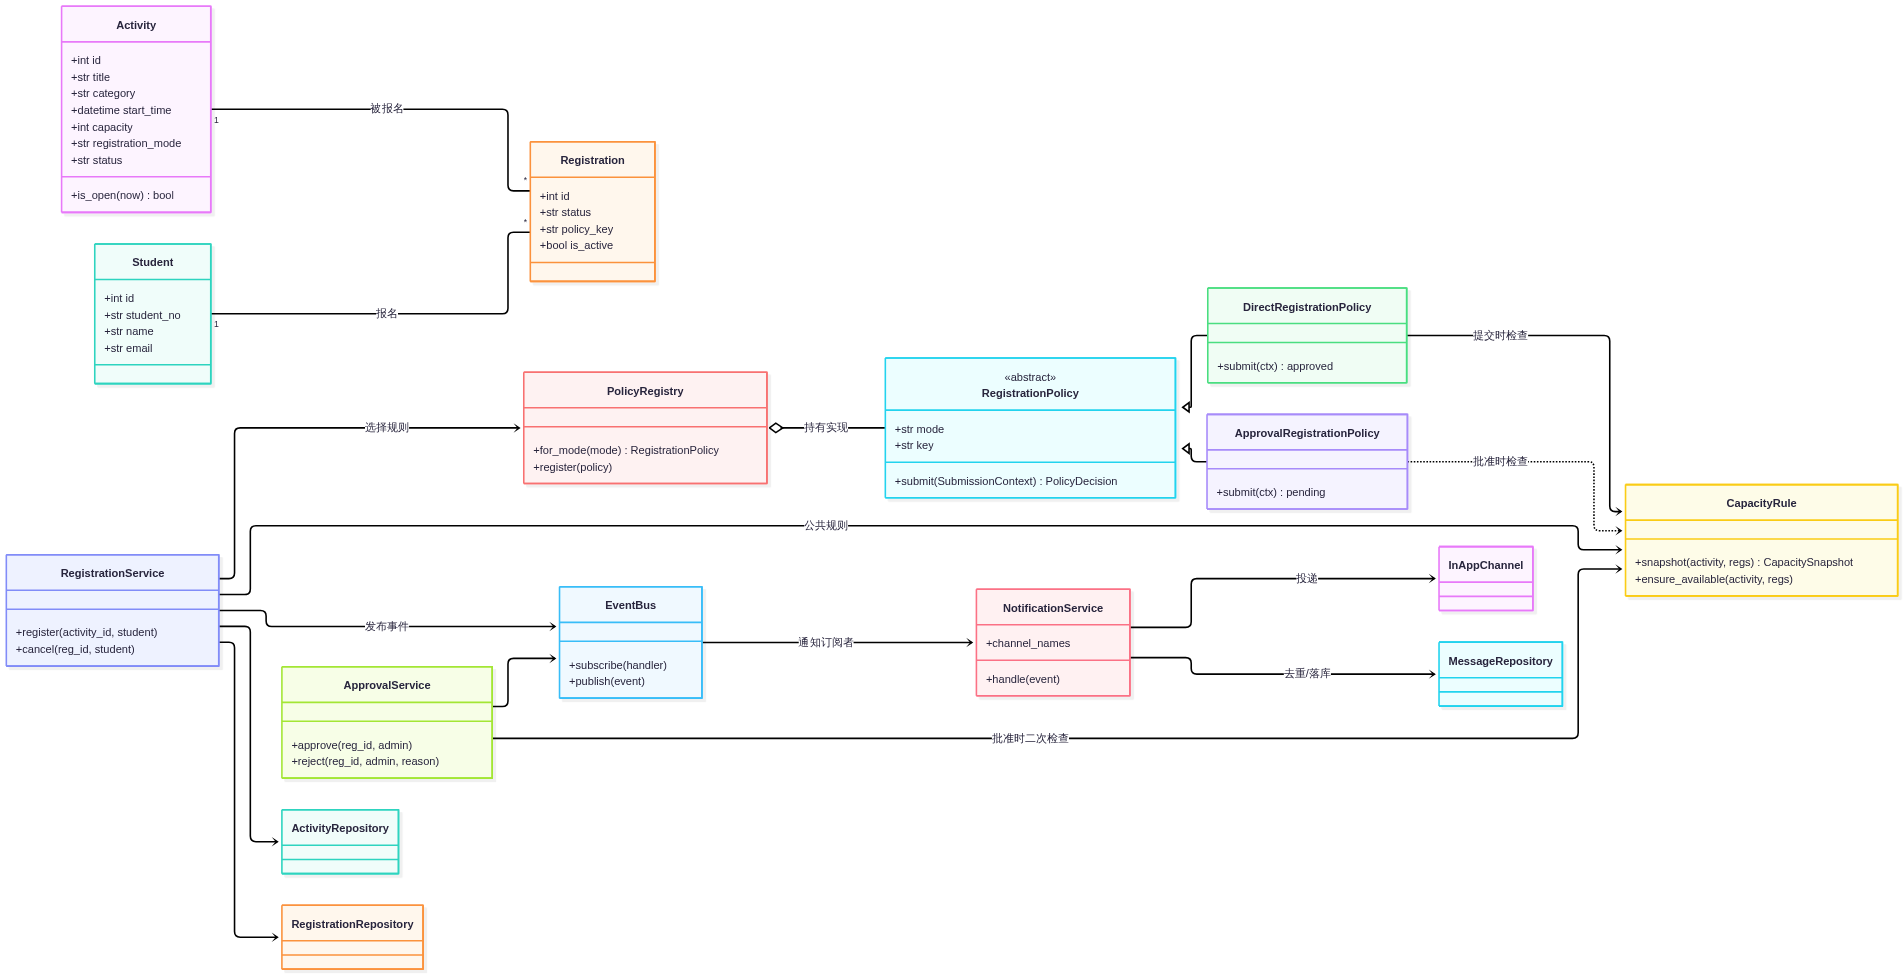 Activity
+int id
+str title
+str category
+datetime start_time
+int capacity
+str registration_mode
+str status
+is_open(now) : bool
1
被报名
*
Registration
+int id
+str status
+str policy_key
+bool is_active
*
Student
+int id
+str student_no
+str name
+str email
1
报名
DirectRegistrationPolicy
+submit(ctx) : approved
提交时检查
PolicyRegistry
+for_mode(mode) : RegistrationPolicy
+register(policy)
选择规则
持有实现
«abstract»
RegistrationPolicy
+str mode
+str key
+submit(SubmissionContext) : PolicyDecision
ApprovalRegistrationPolicy
+submit(ctx) : pending
批准时检查
CapacityRule
+snapshot(activity, regs) : CapacitySnapshot
+ensure_available(activity, regs)
公共规则
RegistrationService
+register(activity_id, student)
+cancel(reg_id, student)
发布事件
EventBus
+subscribe(handler)
+publish(event)
通知订阅者
NotificationService
+channel_names
+handle(event)
投递
InAppChannel
去重/落库
MessageRepository
ApprovalService
+approve(reg_id, admin)
+reject(reg_id, admin, reason)
批准时二次检查
ActivityRepository
RegistrationRepository